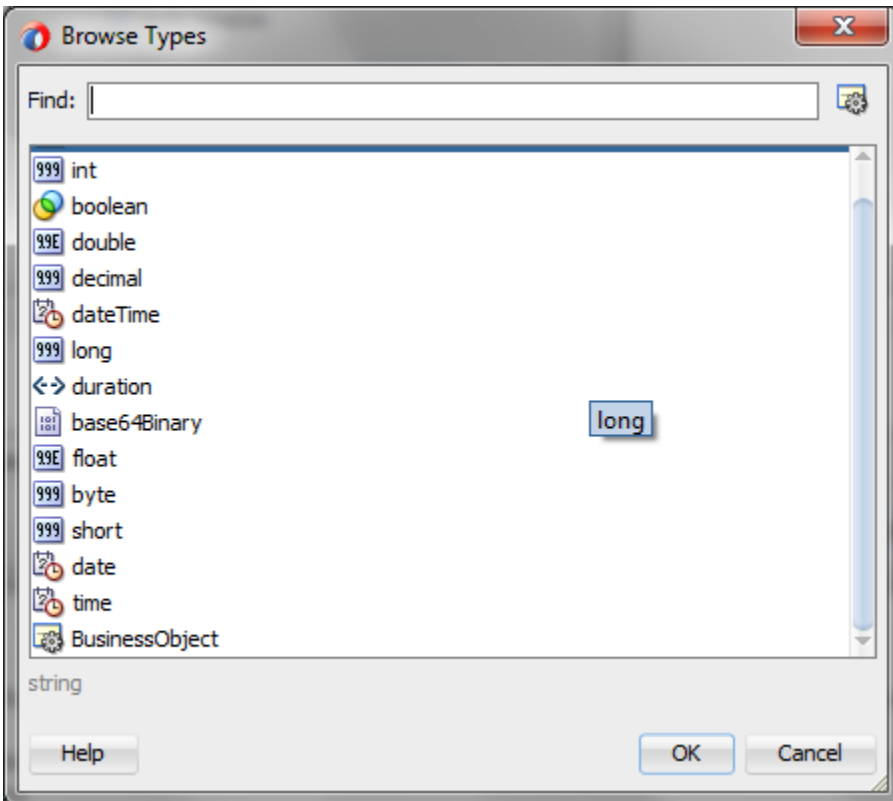 Browse Types
Find:
int
boolean
double
decimal
dateTime
long
duration
base64Binary
long
float
byte
short
date
time
BusinessObject
string
Help OK Cancel